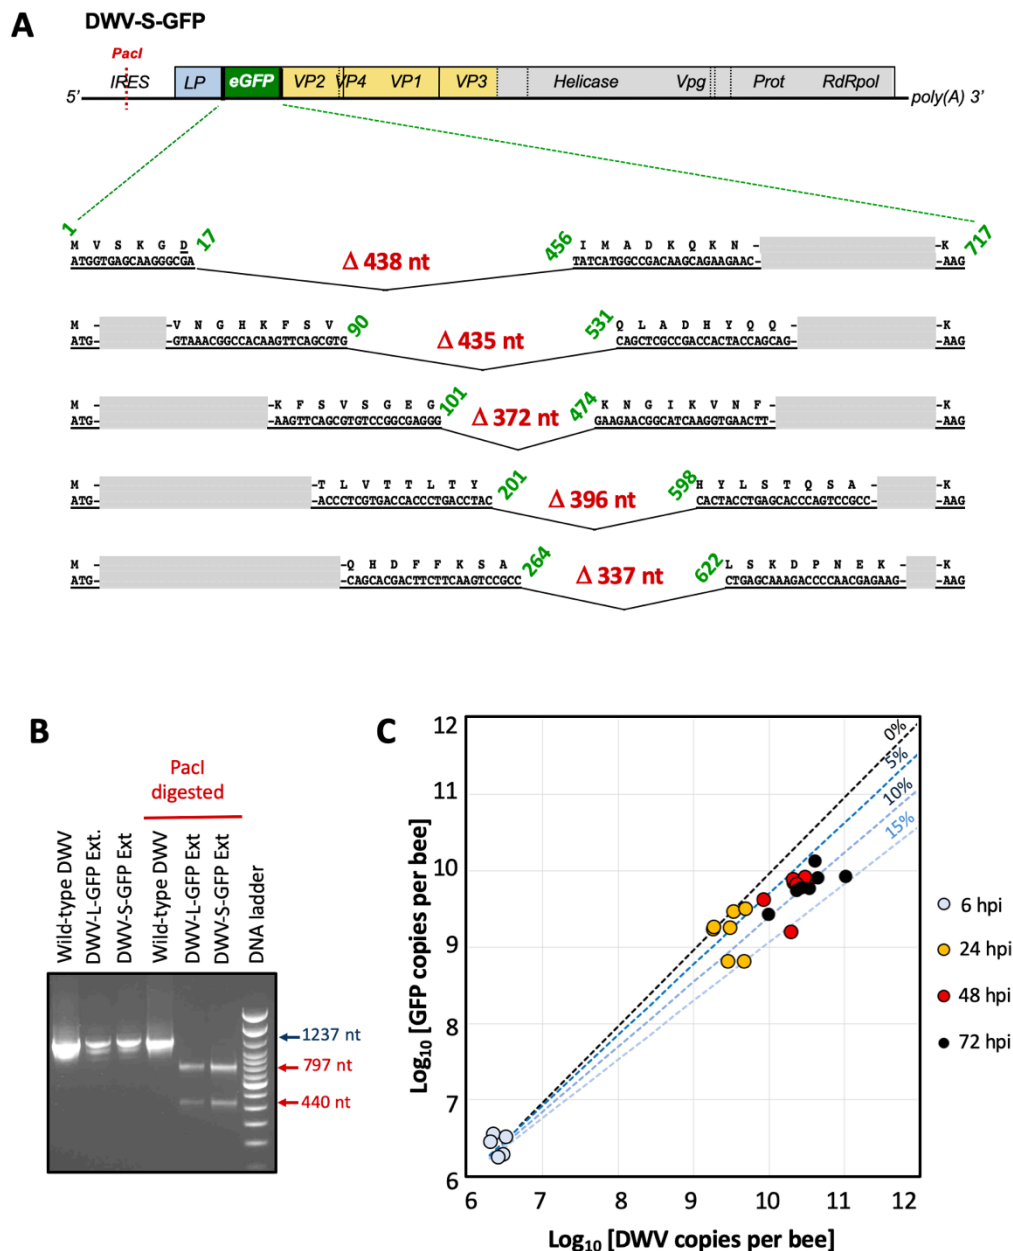 A
DWV-S-GFP
PacI
IRES LP eGFP VP2 VP4 VP1 VP3 Helicase Vpg Prot RdRpol
5' poly(A) 3'
1 17 456 717
M V S K G D Δ 438 nt I M A D K Q K N - -K
ATGGTGAGCAAGGGCGA TATCATGGCCGACAAGCAGAAGAAC- -AAG
M - -V N G H K F S V 90 Δ 435 nt 531 Q L A D H Y Q Q - -K
ATG- -GTAAACGGCCACAAGTTCAGCGTG CAGCTCGCCGACCACTACCAGCAG- -AAG
M - -K F S V S G E G 101 Δ 372 nt 474 K N G I K V N F - -K
ATG- -AAGTTCAGCGTGTCCGGCGAGGG GAAGAACGGCATCAAGGTGAACTT- -AAG
M - -T L V T T L T Y 201 Δ 396 nt 598 H Y L S T Q S A - -K
ATG- -ACCCTCGTGACCACCCTGACCTAC CACTACCTGAGCACCCAGTCCGCC- -AAG
M - -Q H D F F K S A 264 Δ 337 nt 622 L S K D P N E K - -K
ATG- -CAGCACGACTTCTTCAAGTCCGCC CTGAGCAAAGACCCCAACGAGAAG- -AAG
B
PacI
digested
Wild-type DWV
DWV-L-GFP Ext.
DWV-S-GFP Ext
Wild-type DWV
DWV-L-GFP Ext
DWV-S-GFP Ext
DNA ladder
1237 nt
797 nt
440 nt
C
Log10 [GFP copies per bee]
12
11
10
9
8
7
6
0%
5%
10%
15%
6 7 8 9 10 11 12
Log10 [DWV copies per bee]
6 hpi
24 hpi
48 hpi
72 hpi